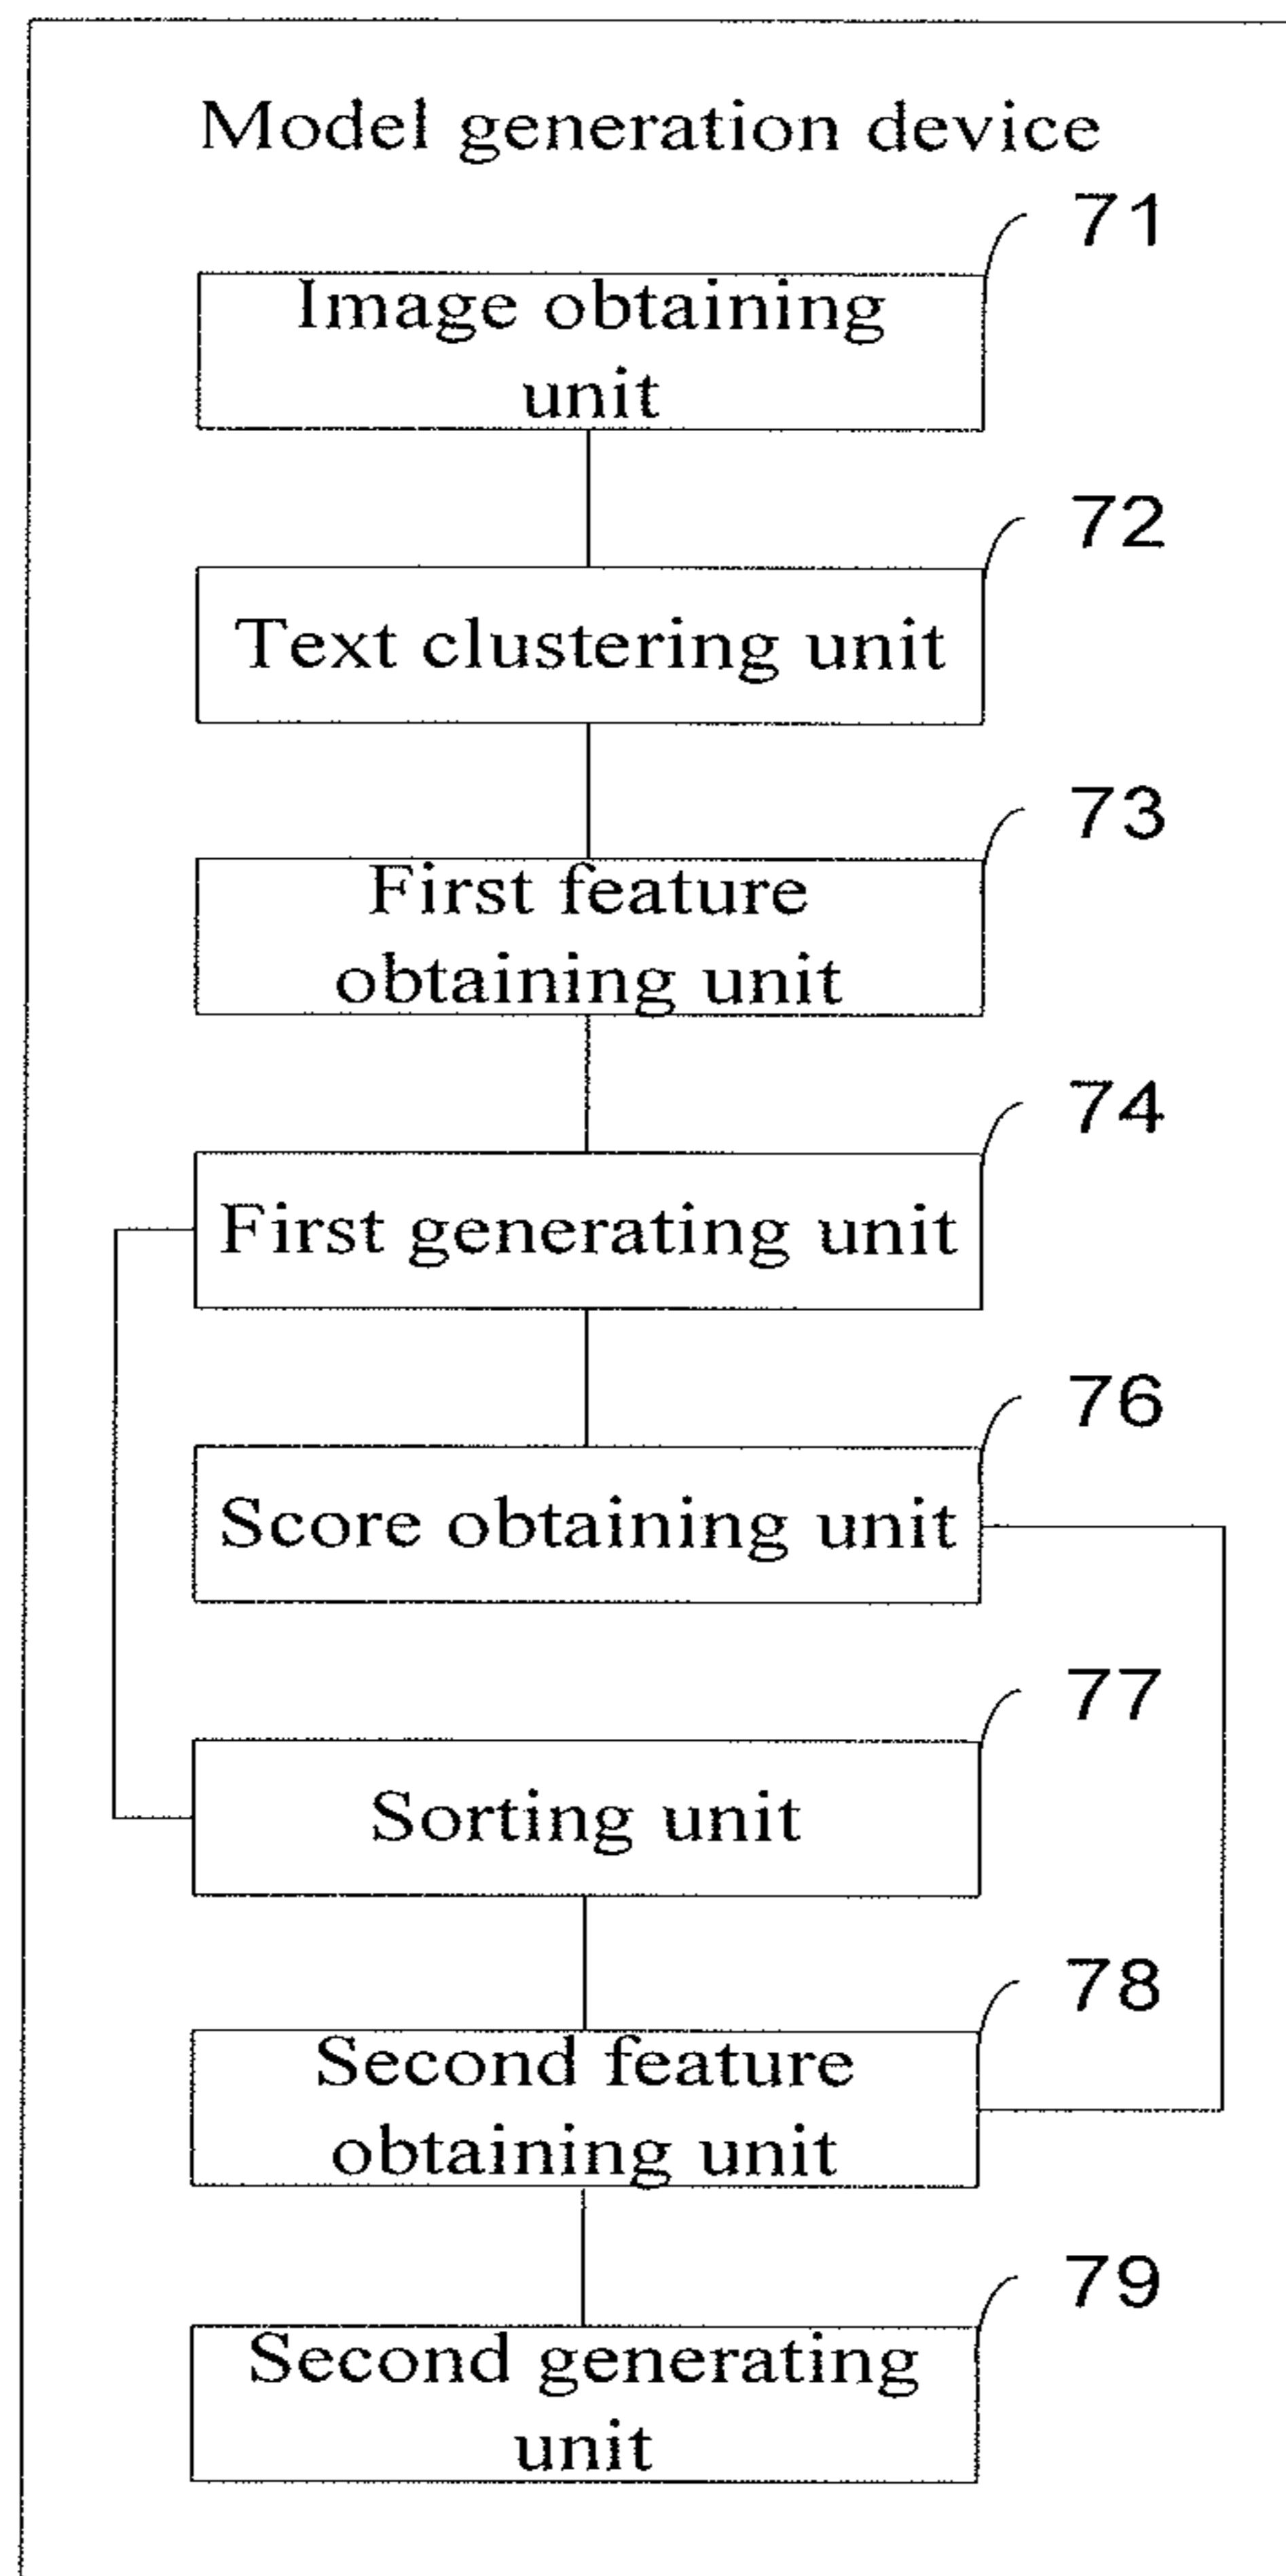 Model generation device
71
Image obtaining
unit
72
Text clustering unit
73
First feature
obtaining unit
74
First generating unit
76
Score obtaining unit
77
Sorting unit
78
Second feature
obtaining unit
79
Second generating
unit